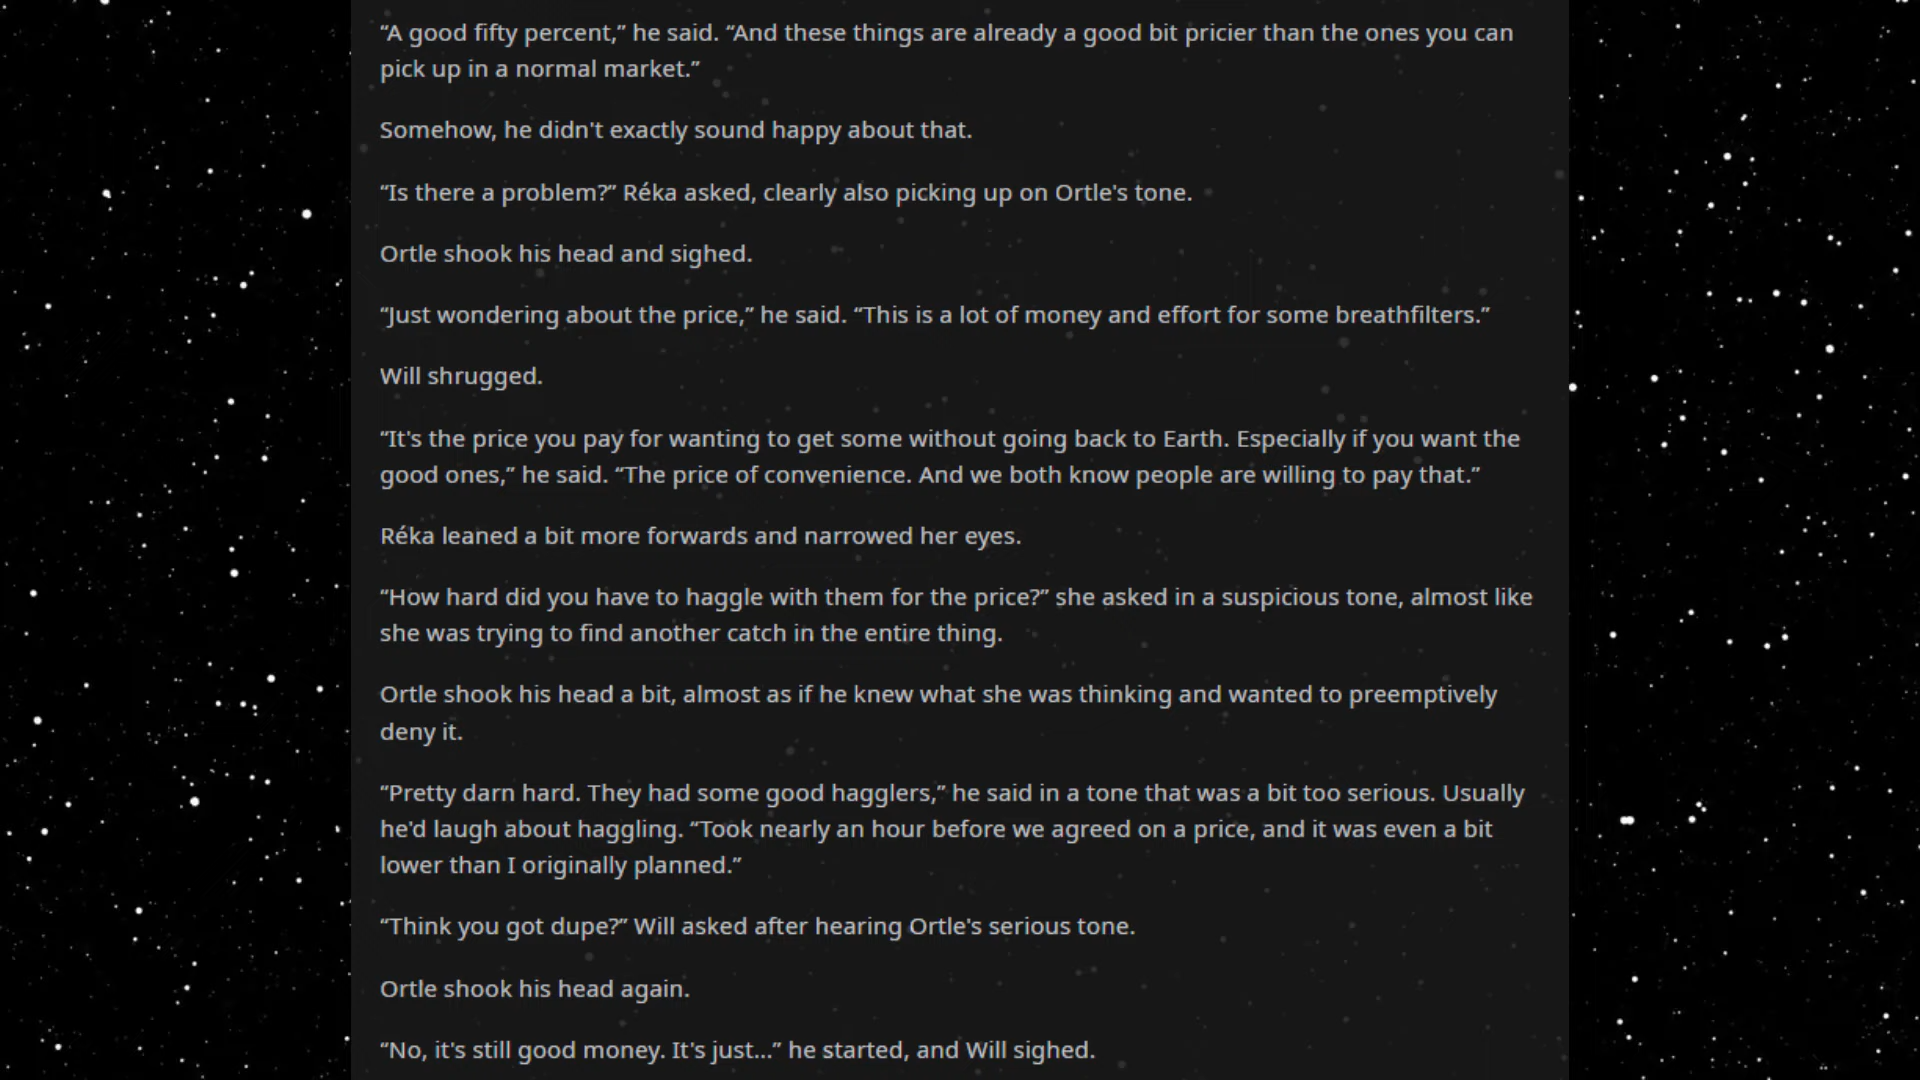 “A good fifty percent,” he said. “And these things are already a good bit pricier than the ones you can
pick up in a normal market.”
Somehow, he didn't exactly sound happy about that.
“Is there a problem?” Réka asked, clearly also picking up on Ortle's tone.
Ortle shook his head and sighed.
“Just wondering about the price,” he said. “This is a lot of money and effort for some breathfilters.”
Will shrugged.
“It's the price you pay for wanting to get some without going back to Earth. Especially if you want the
good ones,” he said. “The price of convenience. And we both know people are willing to pay that.”
Réka leaned a bit more forwards and narrowed her eyes.
“How hard did you have to haggle with them for the price?” she asked in a suspicious tone, almost like
she was trying to find another catch in the entire thing.
Ortle shook his head a bit, almost as if he knew what she was thinking and wanted to preemptively
deny it.
“Pretty darn hard. They had some good hagglers,” he said in a tone that was a bit too serious. Usually
he'd laugh about haggling. “Took nearly an hour before we agreed on a price, and it was even a bit
lower than I originally planned.”
“Think you got dupe?” Will asked after hearing Ortle's serious tone.
Ortle shook his head again.
“No, it's still good money. It's just...” he started, and Will sighed.